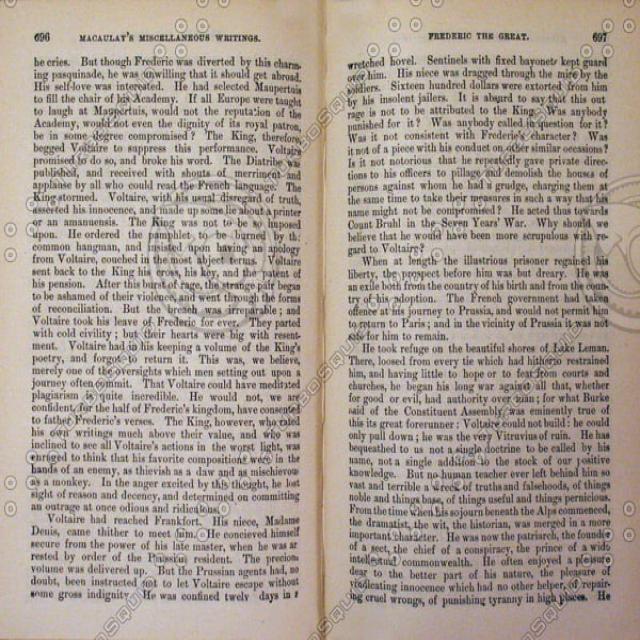 696 MACAULAY'S MISCELLANEOUS WRITINGS.
he cries. But though Frederic was diverted by this charm-
ing pasquinade, he was unwilling that it should get abroad.
His self-love was interested. He had selected Maupertuis
to fill the chair of his Academy. If all Europe were taught
to laugh at Maupertuis, would not the reputation of the
Academy, would not even the dignity of its royal patron,
be in some degree compromised? The King, therefore,
begged Voltaire to suppress this performance. Voltaire
promised to do so, and broke his word. The Diatribe was
published, and received with shouts of merriment and
applause by all who could read the French language. The
King stormed. Voltaire, with his usual disregard of truth,
asserted his innocence, and made up some lie about a printer
or an amanuensis. The King was not to be so imposed
upon. He ordered the pamphlet to be burned by the
common hangman, and insisted upon having an apology
from Voltaire, couched in the most abject terms. Voltaire
sent back to the King his cross, his key, and the patent of
his pension. After this burst of rage, the strange pair began
to be ashamed of their violence, and went through the forms
of reconciliation. But the breach was irreparable; and
Voltaire took his leave of Frederic for ever. They parted
with cold civility; but their hearts were big with resent-
ment. Voltaire had in his keeping a volume of the King's
poetry, and forgot to return it. This was, we believe,
merely one of the oversights which men setting out upon a
journey often commit. That Voltaire could have meditated
plagiarism is quite incredible. He would not, we are
confident, for the half of Frederic's kingdom, have consented
to father Frederic's verses. The King, however, who rated
his own writings much above their value, and who was
inclined to see all Voltaire's actions in the worst light, was
enraged to think that his favorite compositions were in the
hands of an enemy, as thievish as a daw and as mischievous
as a monkey. In the anger excited by this thought, he lost
sight of reason and decency, and determined on committing
an outrage at once odious and ridiculous.
Voltaire had reached Frankfort. His niece, Madame
Denis, came thither to meet him. He concieved himself
secure from the power of his late master, when he was ar
rested by order of the Prussian resident. The precious
volume was delivered up. But the Prussian agents had, no
doubt, been instructed not to let Voltaire escape without
some gross indignity. He was confined twelve days in a
FREDERIC THE GREAT. 697
wretched hovel. Sentinels with fixed bayonets kept guard
over him. His niece was dragged through the mire by the
soldiers. Sixteen hundred dollars were extorted from him
by his insolent jailers. It is absurd to say that this out
rage is not to be attributed to the King. Was anybody
punished for it? Was anybody called in question for it?
Was it not consistent with Frederic's character? Was
it not of a piece with his conduct on other similar occasions?
Is it not notorious that he repeatedly gave private direc-
tions to his officers to pillage and demolish the houses of
persons against whom he had a grudge, charging them at
the same time to take their measures in such a way that his
name might not be compromised? He acted thus towards
Count Bruhl in the Seven Years' War. Why should we
believe that he would have been more scrupulous with re-
gard to Voltaire?
When at length the illustrious prisoner regained his
liberty, the prospect before him was but dreary. He was
an exile both from the country of his birth and from the coun-
try of his adoption. The French government had taken
offence at his journey to Prussia, and would not permit him
to return to Paris; and in the vicinity of Prussia it was not
safe for him to remain.
He took refuge on the beautiful shores of Lake Leman.
There, loosed from every tie which had hitherto restrained
him, and having little to hope or to fear from courts and
churches, he began his long war against all that, whether
for good or evil, had authority over man; for what Burke
said of the Constituent Assembly, was eminently true of
this its great forerunner: Voltaire could not build: he could
only pull down; he was the very Vitruvius of ruin. He has
bequeathed to us not a single doctrine to be called by his
name, not a single addition to the stock of our positive
knowledge. But no human teacher ever left behind him so
vast and terrible a wreck of truths and falsehoods, of things
noble and things base, of things useful and things pernicious.
From the time when his sojourn beneath the Alps commenced,
the dramatist, the wit, the historian, was merged in a more
important character. He was now the patriarch, the founder
of a sect, the chief of a conspiracy, the prince of a wide
intellectual commonwealth. He often enjoyed a pleasure
dear to the better part of his nature, the pleasure of
vindicating innocence which had no other helper, of repair-
ing cruel wrongs, of punishing tyranny in high places. He